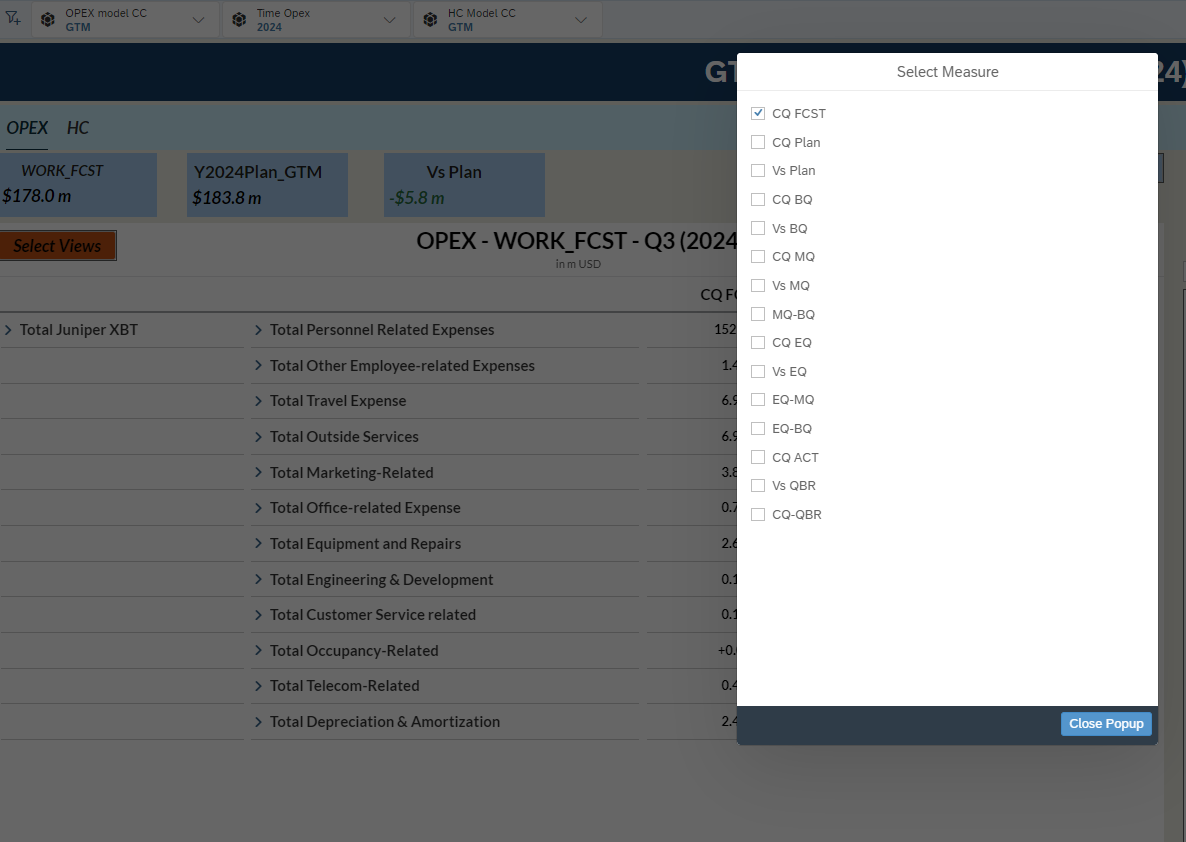 OPEX model CC
GTM
Time Opex
2024
HC Model CC
GTM
OPEX HC
WORK_FCST
$178.0 m
Y2024Plan_GTM
$183.8 m
Vs Plan
-$5.8 m
Select Views
OPEX - WORK_FCST - Q3 (2024
in m USD
Total Juniper XBT
Total Personnel Related Expenses
Total Other Employee-related Expenses
Total Travel Expense
Total Outside Services
Total Marketing-Related
Total Office-related Expense
Total Equipment and Repairs
Total Engineering & Development
Total Customer Service related
Total Occupancy-Related
Total Telecom-Related
Total Depreciation & Amortization
Select Measure
CQ FCST
CQ Plan
Vs Plan
CQ BQ
Vs BQ
CQ MQ
Vs MQ
MQ-BQ
CQ EQ
Vs EQ
EQ-MQ
EQ-BQ
CQ ACT
Vs QBR
CQ-QBR
Close Popup